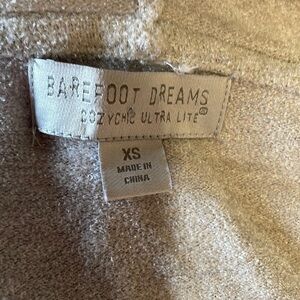 BAREFOOT DREAMS
COZYCHIC ULTRA LITE®
XS
MADE IN
CHINA